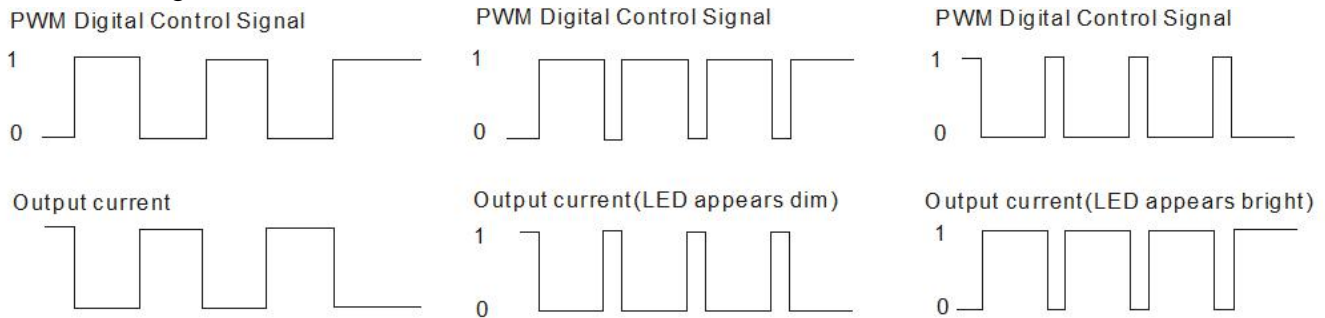 PWM Digital Control Signal
1
0
Output current
PWM Digital Control Signal
1
0
Output current(LED appears dim)
1
0
PWM Digital Control Signal
1
0
Output current(LED appears bright)
1
0